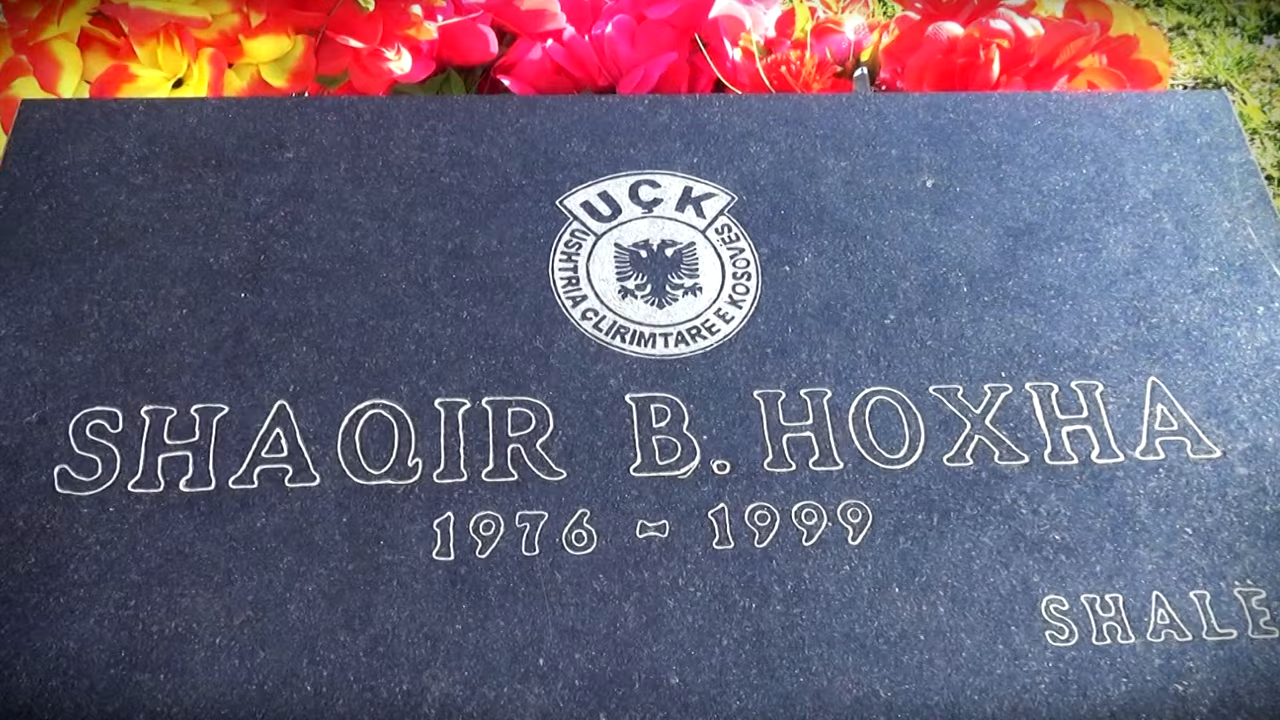 UÇK
USHTRIA ÇLIRIMTARE E KOSOVËS
SHAQIR B. HOXHA
1976 - 1999
SHALË